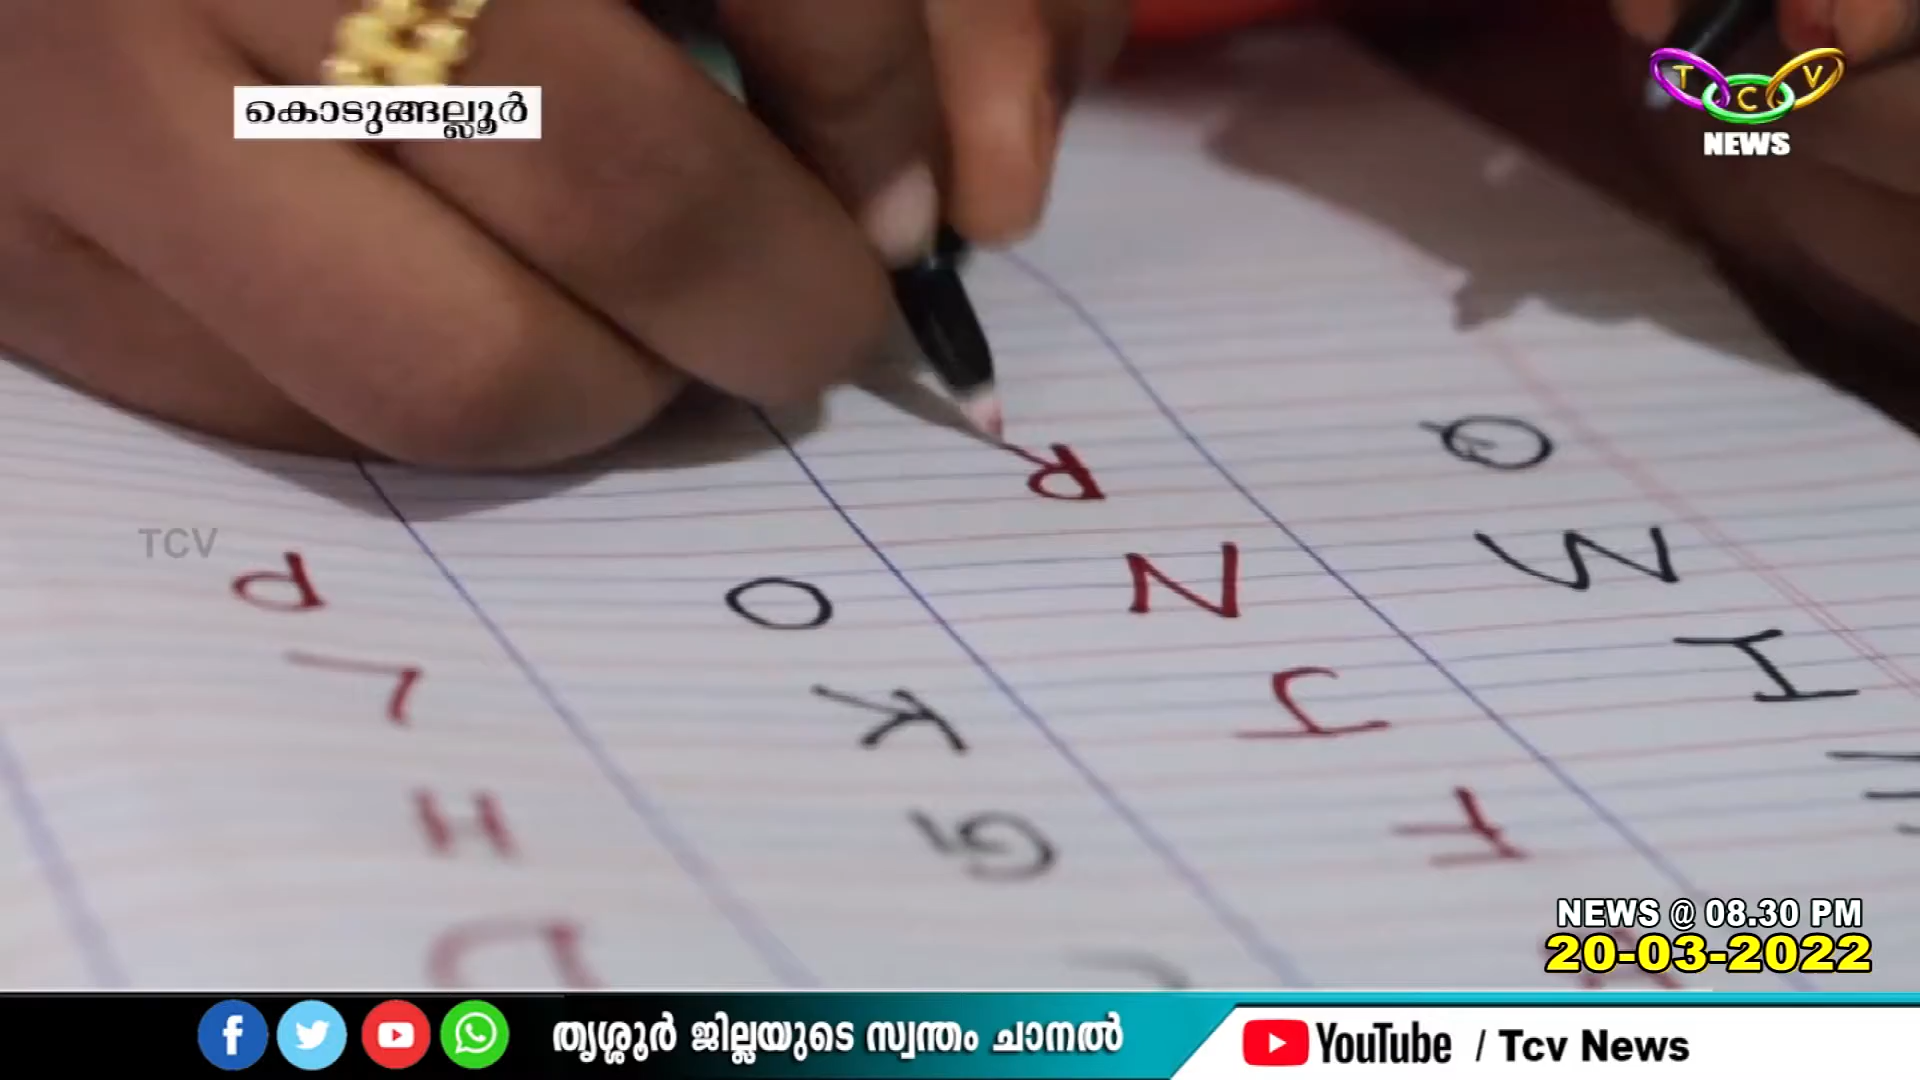 കൊടുങ്ങല്ലൂർ
T C V
NEWS
TCV
Q
R
M
N
O
P
I
J
K
L
G
H
D
NEWS @ 08.30 PM
20-03-2022
തൃശ്ശൂർ ജില്ലയുടെ സ്വന്തം ചാനൽ
YouTube / Tcv News